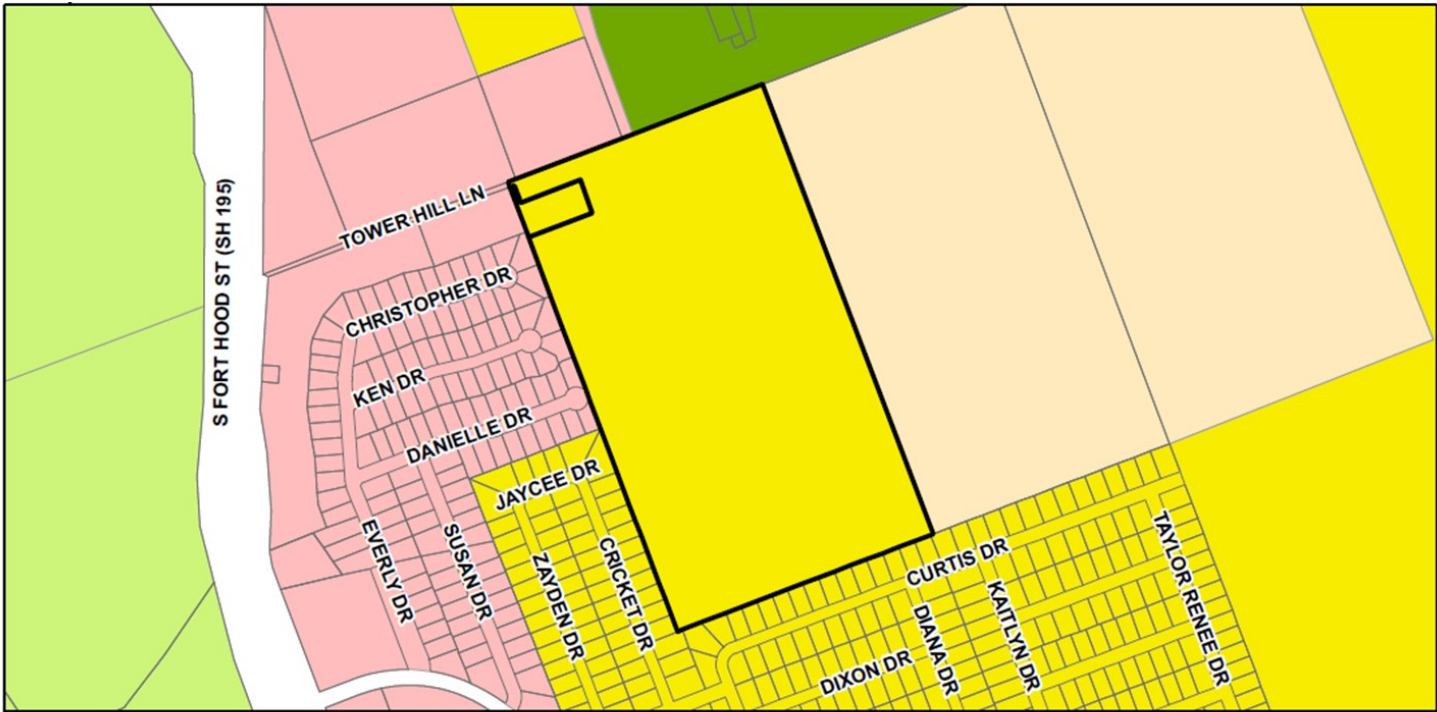 S FORT HOOD ST (SH 195)
TOWER HILL LN
CHRISTOPHER DR
KEN DR
DANIELLE DR
JAYCEE DR
EVERLY DR
SUSAN DR
ZAYDEN DR
CRICKET DR
CURTIS DR
DIXON DR
DIANA DR
KAITLYN DR
TAYLOR RENEE DR